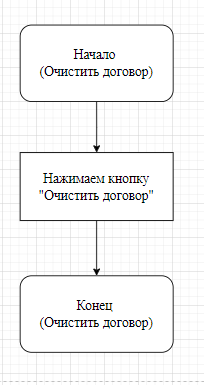 Начало
(Очистить договор)
Нажимаем кнопку
"Очистить договор"
Конец
(Очистить договор)